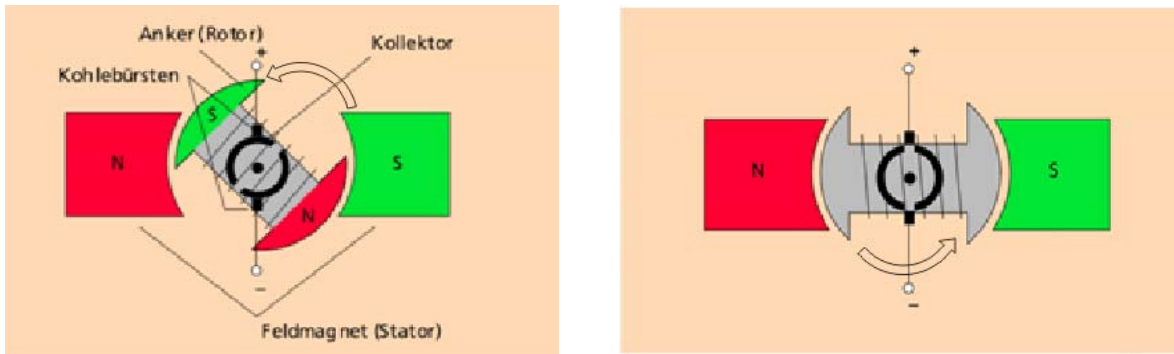 Anker (Rotor)
Kollektor
+
Kohlebürsten
S
N
S
N
−
Feldmagnet (Stator)
+
N
S
−